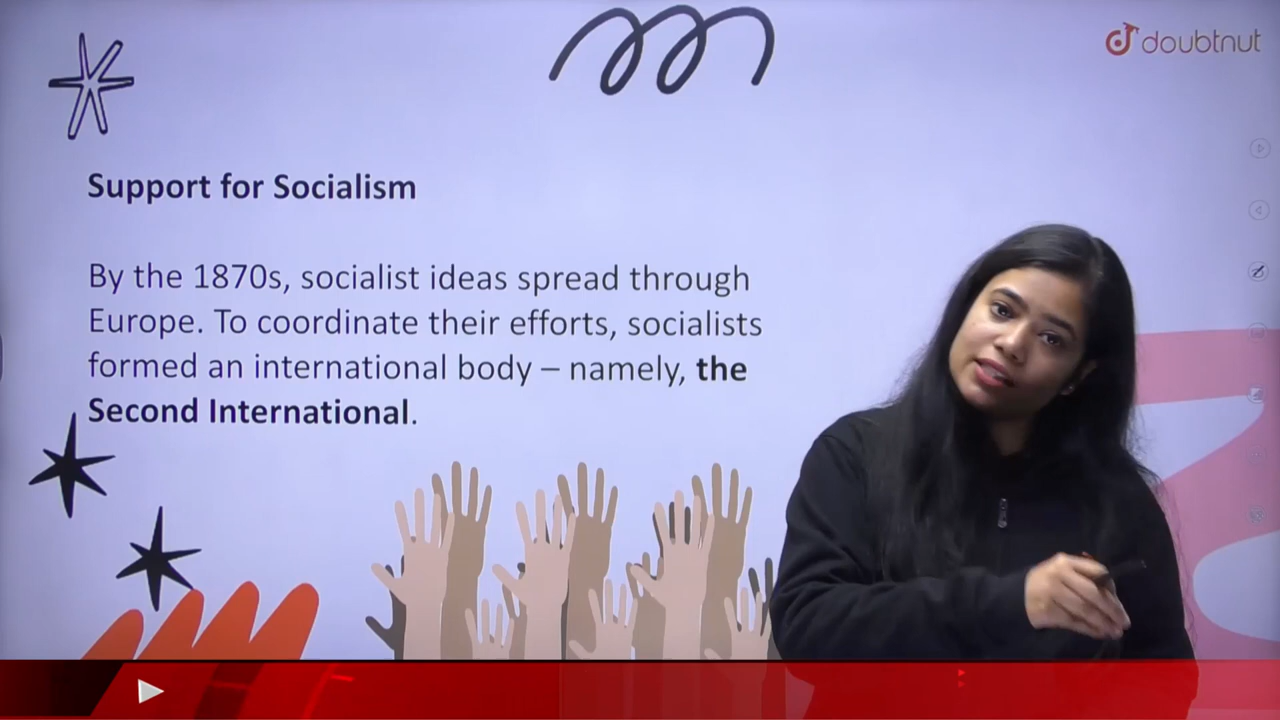 doubtnut
Support for Socialism
By the 1870s, socialist ideas spread through
Europe. To coordinate their efforts, socialists
formed an international body – namely, the
Second International.